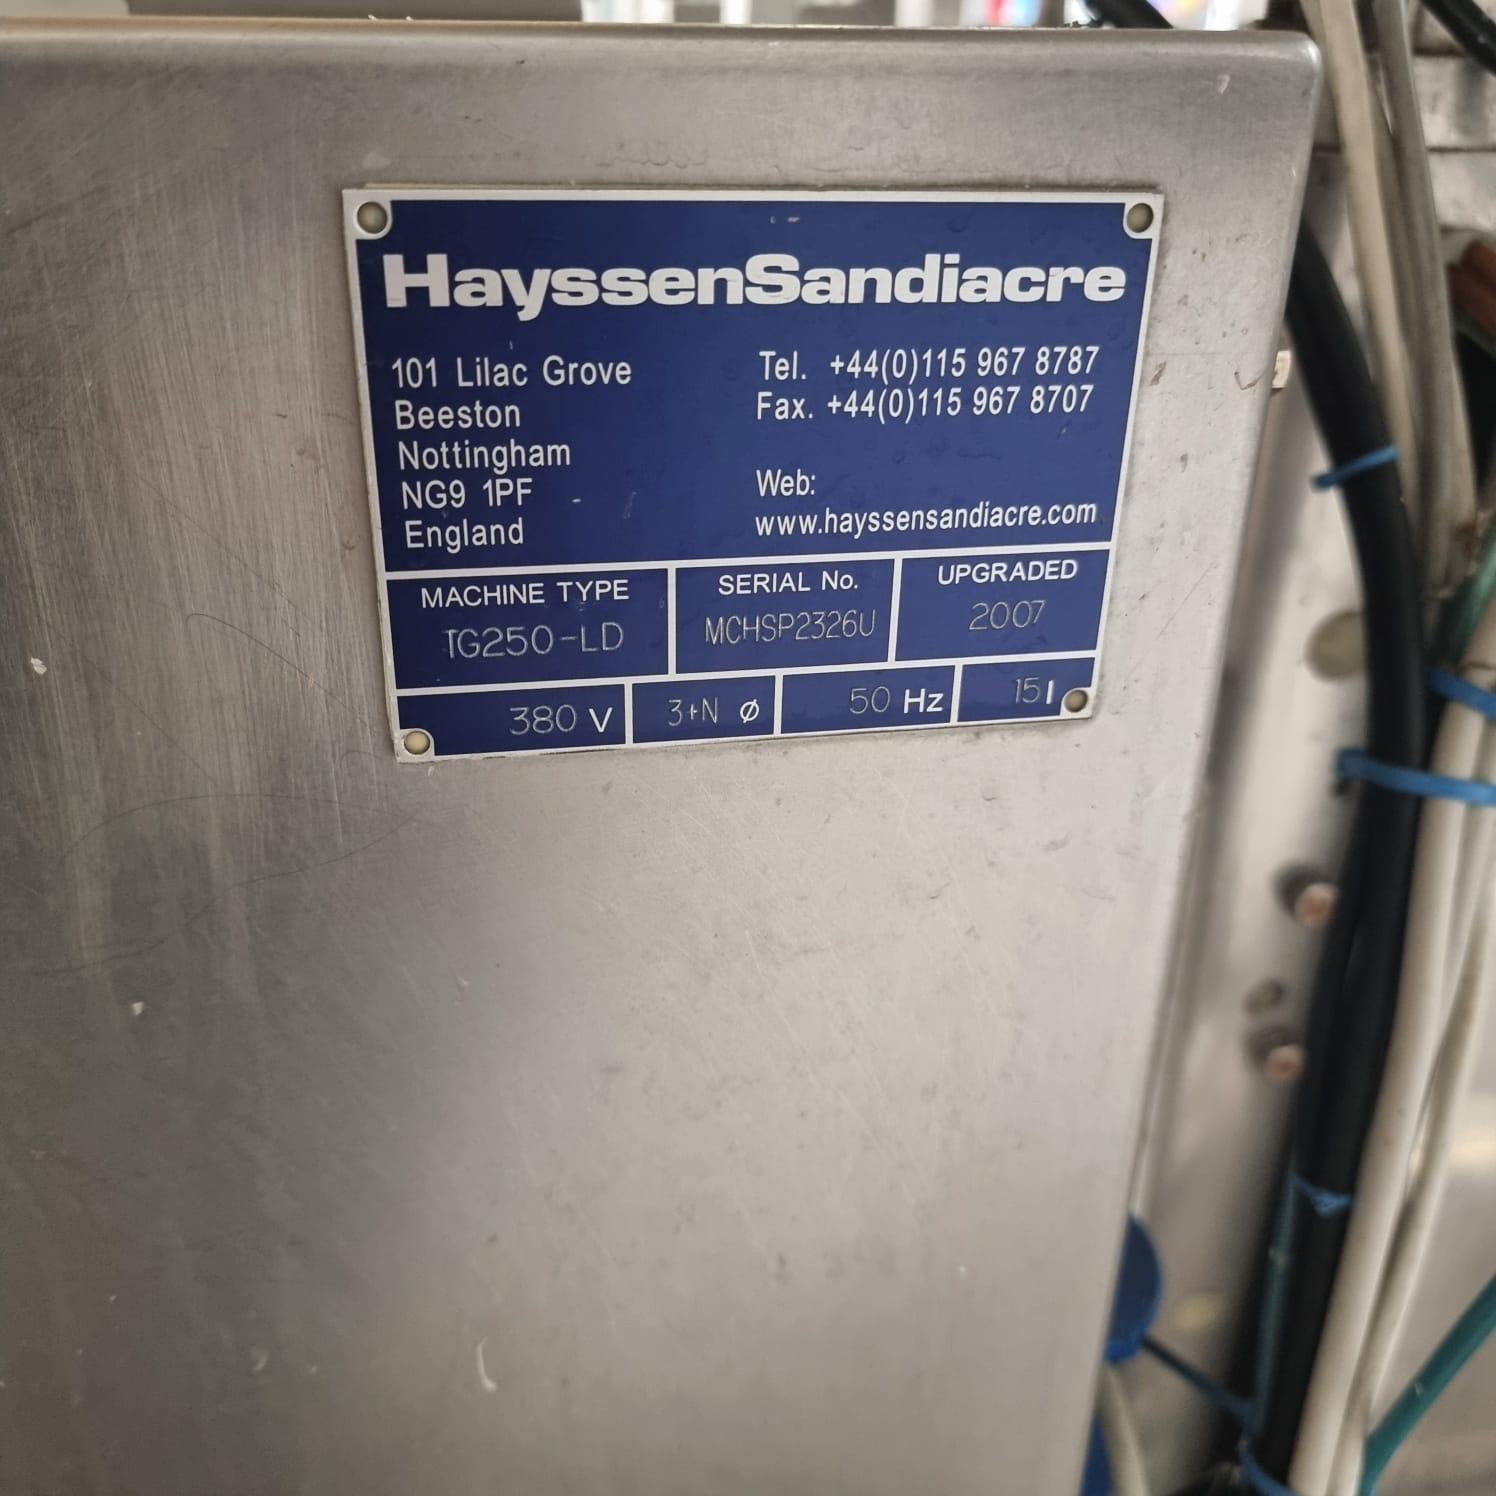 HayssenSandiacre
101 Lilac Grove
Beeston
Nottingham
NG9 1PF
England
Tel. +44(0)115 967 8787
Fax. +44(0)115 967 8707
Web:
www.hayssensandiacre.com
MACHINE TYPE
TG250-LD
SERIAL No.
MCHSP2326U
UPGRADED
2007
380 V
3+N ϕ
50 Hz
15 I